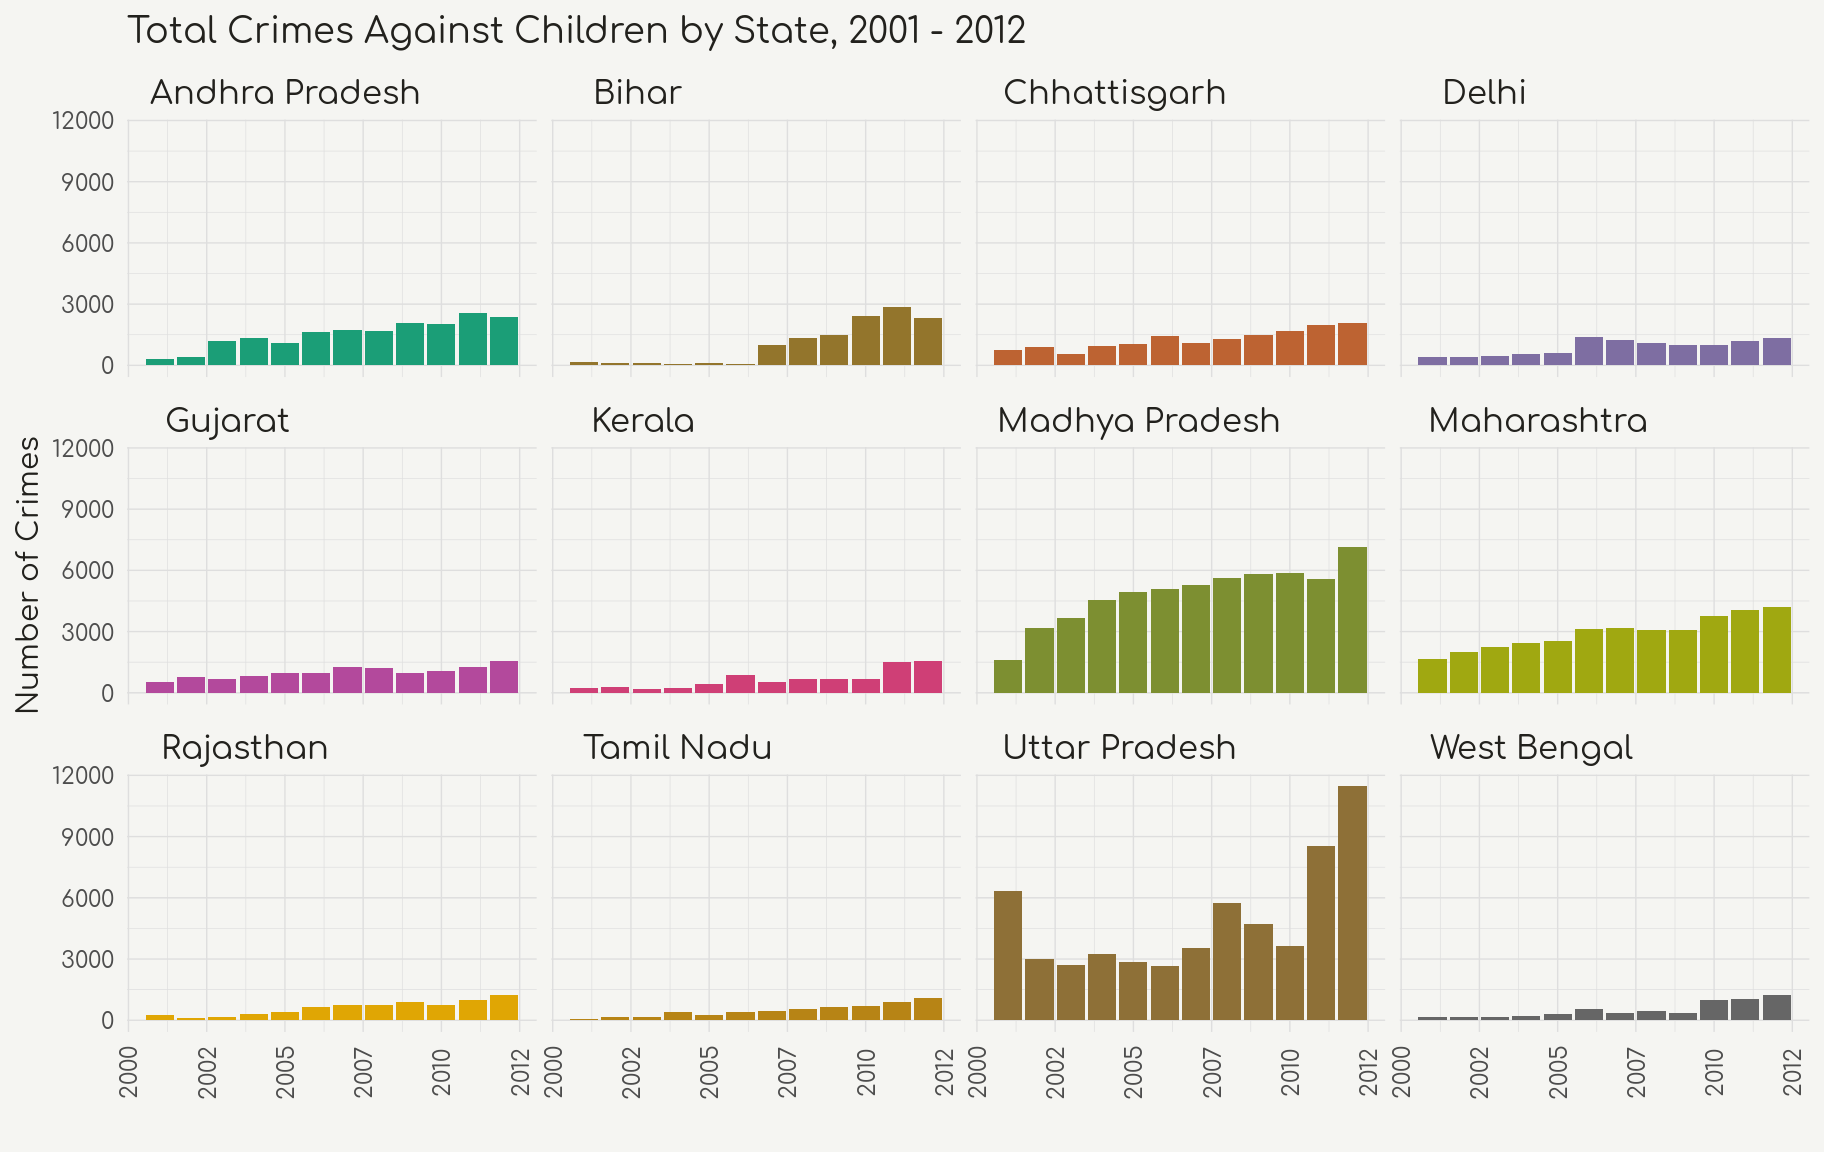 Total Crimes Against Children by State, 2001 - 2012
Andhra Pradesh
Bihar
Chhattisgarh
Delhi
12000
9000
6000
3000
0
Gujarat
Kerala
Madhya Pradesh
Maharashtra
Number of Crimes
12000
9000
6000
3000
0
Rajasthan
Tamil Nadu
Uttar Pradesh
West Bengal
12000
9000
6000
3000
0
2000 2002 2005 2007 2010 2012 2000 2002 2005 2007 2010 2012 2000 2002 2005 2007 2010 2012 2000 2002 2005 2007 2010 2012